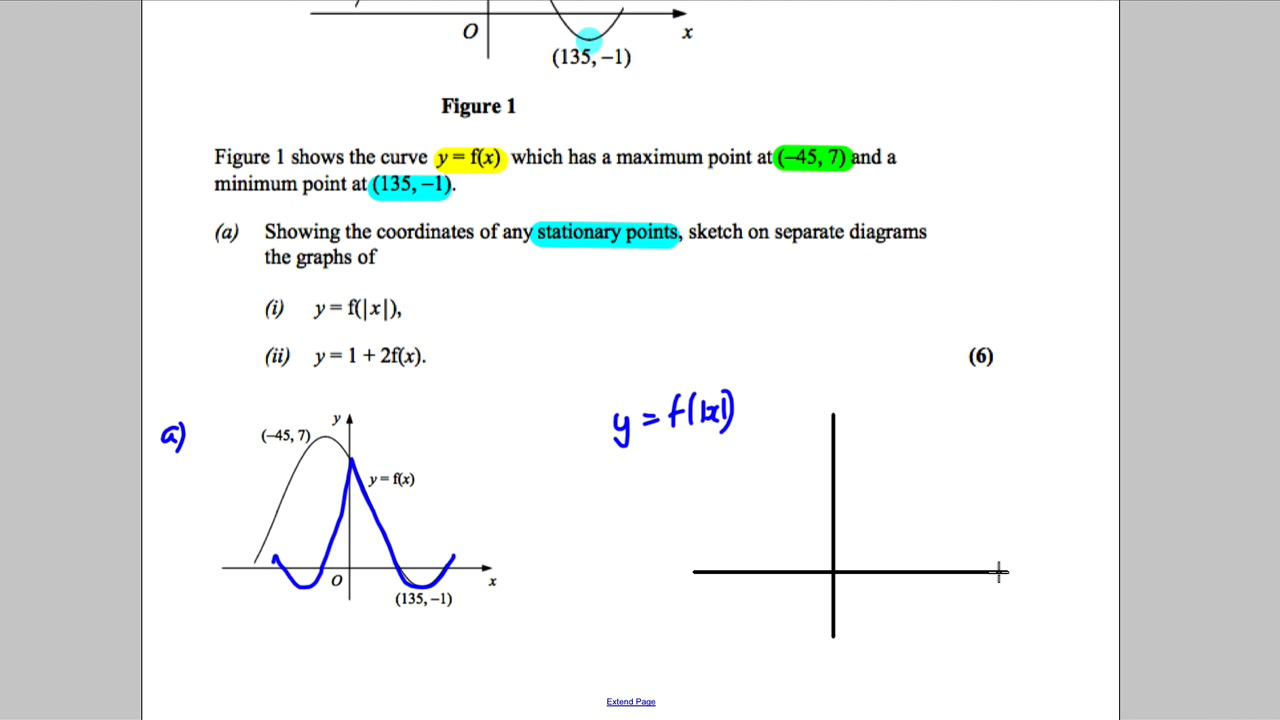 O
x
(135, −1)
Figure 1
Figure 1 shows the curve y = f(x) which has a maximum point at (−45, 7) and a
minimum point at (135, −1).
(a) Showing the coordinates of any stationary points, sketch on separate diagrams
the graphs of
(i) y = f(|x|),
(ii) y = 1 + 2f(x). (6)
a)
y
(−45, 7)
y = f(x)
O
x
(135, −1)
y = f(|x|)
Extend Page